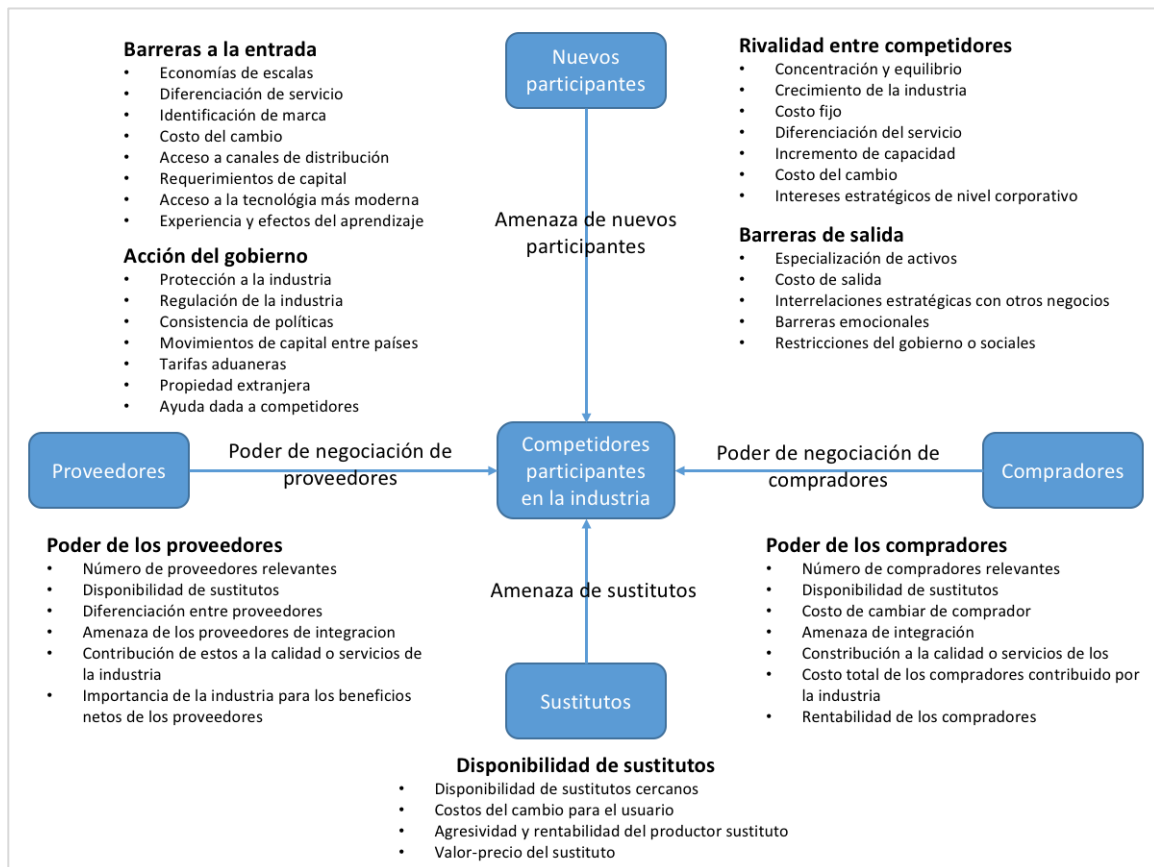 Barreras a la entrada
• Economías de escalas
• Diferenciación de servicio
• Identificación de marca
• Costo del cambio
• Acceso a canales de distribución
• Requerimientos de capital
• Acceso a la tecnológia más moderna
• Experiencia y efectos del aprendizaje
Acción del gobierno
• Protección a la industria
• Regulación de la industria
• Consistencia de políticas
• Movimientos de capital entre países
• Tarifas aduaneras
• Propiedad extranjera
• Ayuda dada a competidores
Nuevos
participantes
Amenaza de nuevos
participantes
Rivalidad entre competidores
• Concentración y equilibrio
• Crecimiento de la industria
• Costo fijo
• Diferenciación del servicio
• Incremento de capacidad
• Costo del cambio
• Intereses estratégicos de nivel corporativo
Barreras de salida
• Especialización de activos
• Costo de salida
• Interrelaciones estratégicas con otros negocios
• Barreras emocionales
• Restricciones del gobierno o sociales
Proveedores
Poder de negociación de
proveedores
Competidores
participantes
en la industria
Poder de negociación de
compradores
Compradores
Poder de los proveedores
• Número de proveedores relevantes
• Disponibilidad de sustitutos
• Diferenciación entre proveedores
• Amenaza de los proveedores de integracion
• Contribución de estos a la calidad o servicios de
la industria
• Importancia de la industria para los beneficios
netos de los proveedores
Amenaza de sustitutos
Sustitutos
Poder de los compradores
• Número de compradores relevantes
• Disponibilidad de sustitutos
• Costo de cambiar de comprador
• Amenaza de integración
• Constribución a la calidad o servicios de los
• Costo total de los compradores contribuido por
la industria
• Rentabilidad de los compradores
Disponibilidad de sustitutos
• Disponibilidad de sustitutos cercanos
• Costos del cambio para el usuario
• Agresividad y rentabilidad del productor sustituto
• Valor-precio del sustituto